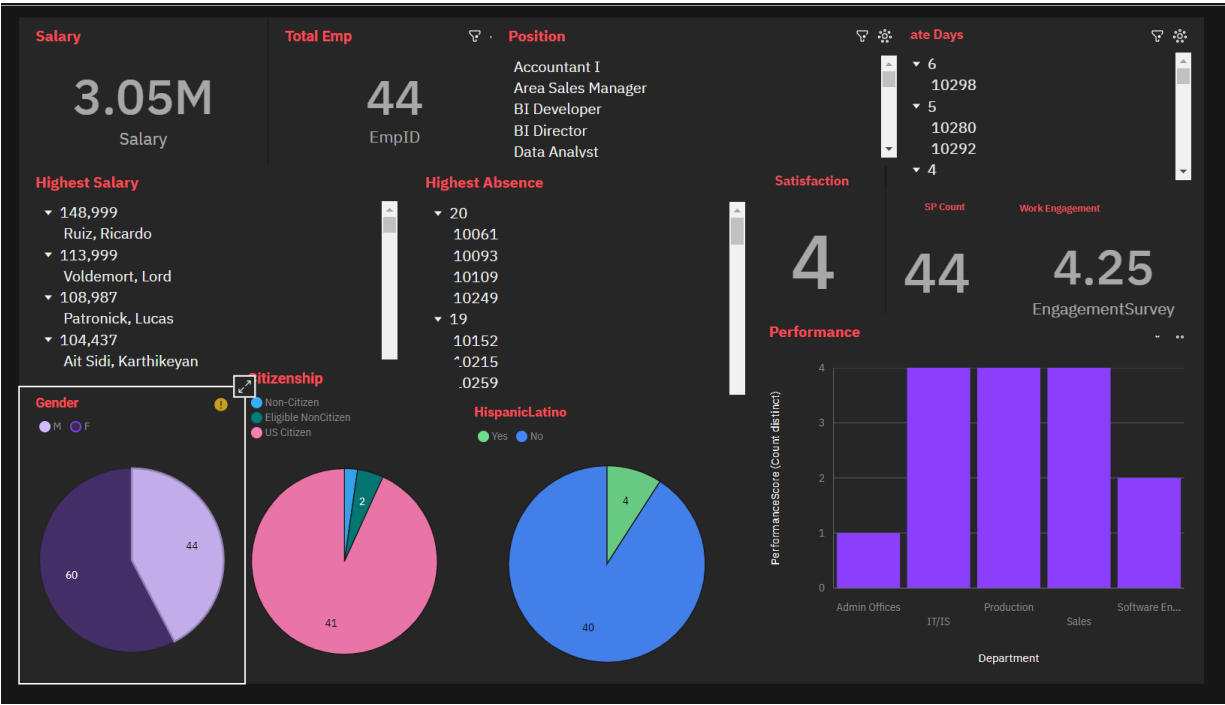 Salary
3.05M
Salary
Total Emp
44
EmpID
Position
Accountant I
Area Sales Manager
BI Developer
BI Director
Data Analyst
ate Days
6
10298
5
10280
10292
4
Highest Salary
148,999
Ruiz, Ricardo
113,999
Voldemort, Lord
108,987
Patronick, Lucas
104,437
Ait Sidi, Karthikeyan
Highest Absence
20
10061
10093
10109
10249
19
10152
0215
0259
Satisfaction
4
SP Count
44
Work Engagement
4.25
EngagementSurvey
Gender
M F
44
60
Citizenship
Non-Citizen
Eligible NonCitizen
US Citizen
2
41
HispanicLatino
Yes No
4
40
Performance
PerformanceScore (Count distinct)
4
3
2
1
0
Admin Offices
IT/IS
Production
Sales
Software En...
Department